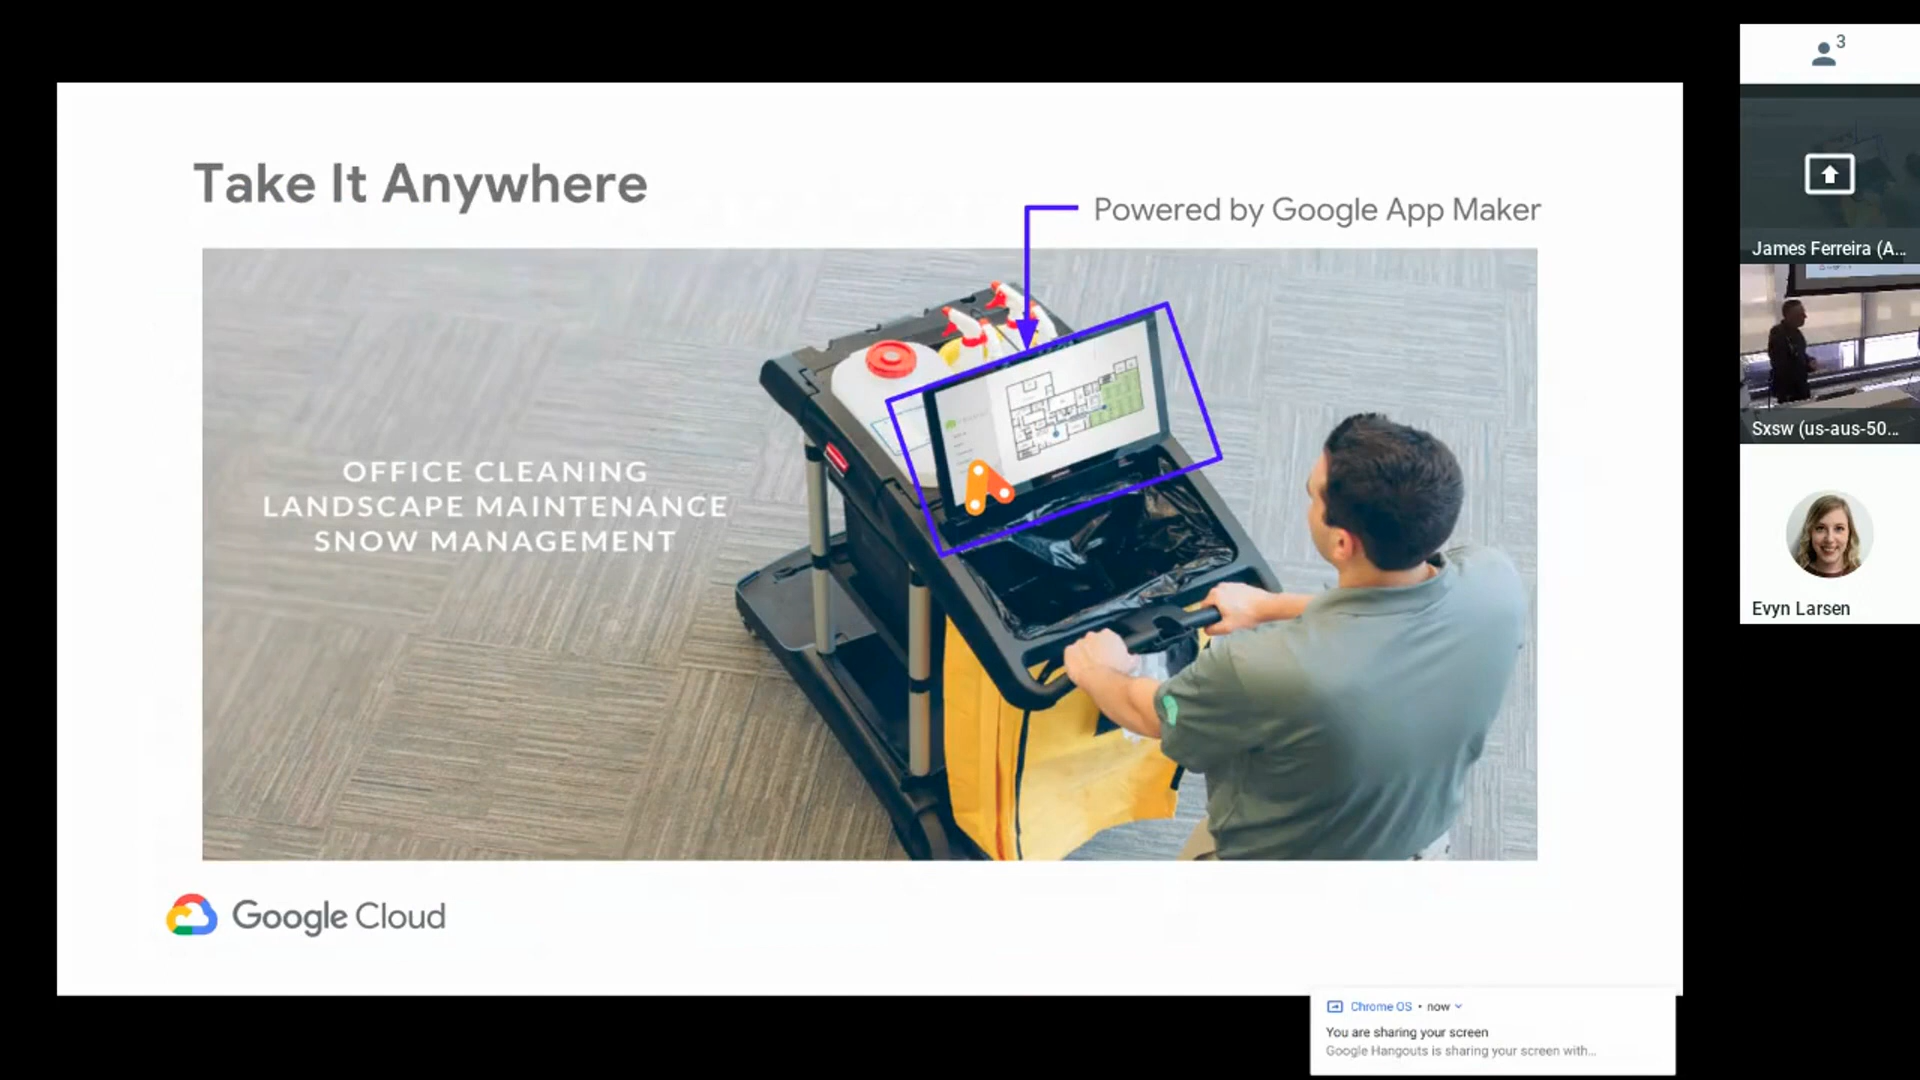 3
Take It Anywhere
Powered by Google App Maker
James Ferreira (A...
OFFICE CLEANING
LANDSCAPE MAINTENANCE
SNOW MANAGEMENT
Sxsw (us-aus-50...
Evyn Larsen
Google Cloud
Chrome OS • now
You are sharing your screen
Google Hangouts is sharing your screen with...